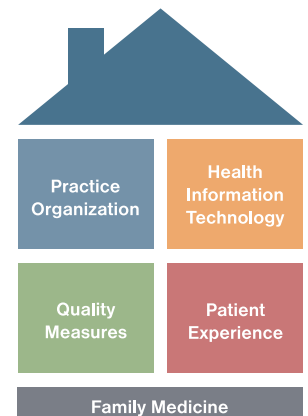 Practice
Organization
Health
Information
Technology
Quality
Measures
Patient
Experience
Family Medicine